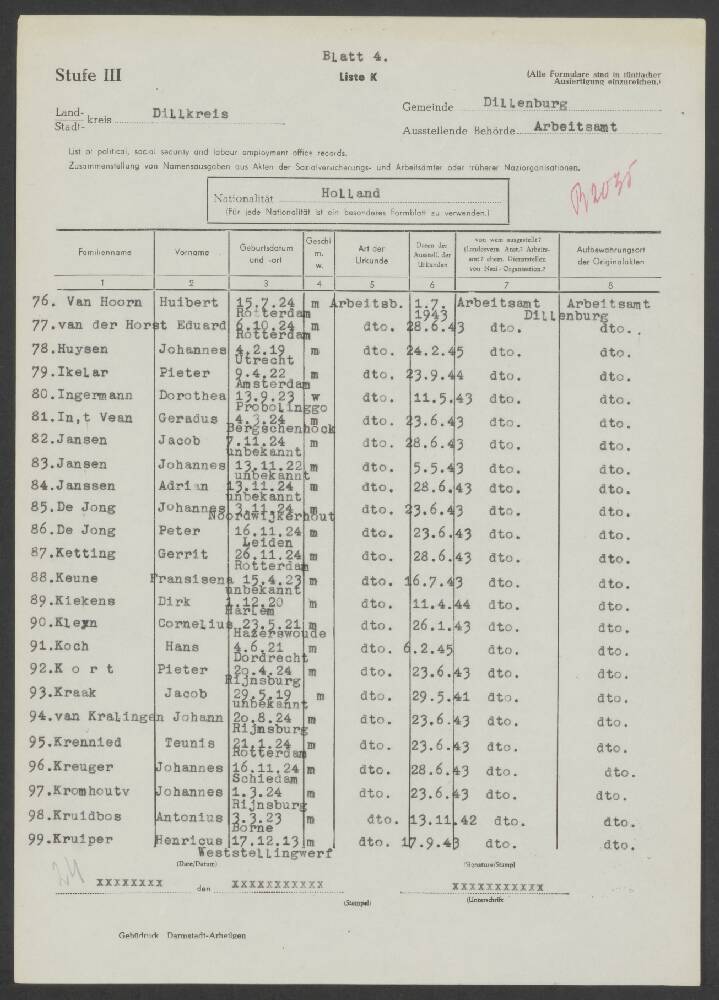 Blatt 4.
Stufe III
Liste K
(Alle Formulare sind in fünffacher
Ausfertigung einzureichen.)
Land- kreis Dillkreis
Stadt-
Gemeinde Dillenburg
Ausstellende Behörde Arbeitsamt
List of political, social security and labour employment office records.
Zusammenstellung von Namensausgaben aus Akten der Sozialversicherungs- und Arbeitsämter oder früherer Naziorganisationen.
Nationalität Holland
(Für jede Nationalität ist ein besonderes Formblatt zu verwenden.)
R2035
Familienname Vorname Geburtsdatum und -ort Geschl m. w. Art der Urkunde Daten der Ausstell. der Urkunden von wem ausgestellt? (Landesvers. Anst.? Arbeits-amt? ehem. Dienststellen von Nazi-Organisation.? Aufbewahrungsort der Originalakten
1 2 3 4 5 6 7 8
76. Van Hoorn Huibert 15.7.24 m Arbeitsb. 1.7. Arbeitsamt Arbeitsamt
Rotterdam 1943 Dillenburg
77.van der Horst Eduard 6.10.24 m dto. 28.6.43 dto. dto..
Rotterdam
78.Huysen Johannes 4.2.19 m dto. 24.2.45 dto. dto.
Utrecht
79.Ikelar Pieter 9.4.22 m dto. 23.9.44 dto. dto.
Amsterdam
80.Ingermann Dorothea 13.9.23 w dto. 11.5.43 dto. dto.
Probolinggo
81.In,t Vean Geradus 4.3.24 m dto. 23.6.43 dto. dto.
Bergschenhock
82.Jansen Jacob 7.11.24 m dto. 28.6.43 dto. dto.
unbekannt
83.Jansen Johannes 13.11.22 m dto. 5.5.43 dto. dto.
unbekannt
84.Janssen Adrian 13.11.24 m dto. 28.6.43 dto. dto.
unbekannt
85.De Jong Johannes 3.11.24 m dto. 23.6.43 dto. dto.
Noordwijkerhout
86.De Jong Peter 16.11.24 m dto. 23.6.43 dto. dto.
Leiden
87.Ketting Gerrit 26.11.24 m dto. 28.6.43 dto. dto.
Rotterdam
88.Keune Fransisena 15.4.23 m dto. 16.7.43 dto. dto.
unbekannt
89.Kiekens Dirk 1.12.20 m dto. 11.4.44 dto. dto.
Harlem
90.Kleyn Cornelius 23.5.21 m dto. 26.1.43 dto. dto.
Hazerswoude
91.Koch Hans 4.6.21 m dto. 6.2.45 dto. dto.
Dordrecht
92.K o r t Pieter 29.4.24 m dto. 23.6.43 dto. dto.
Rijnsburg
93.Kraak Jacob 29.5.19 m dto. 29.5.41 dto. dto.
unbekannt
94.van Kralingen Johann 20.8.24 m dto. 23.6.43 dto. dto.
Rijnsburg
95.Krennied Teunis 21.1.24 m dto. 23.6.43 dto. dto.
Rotterdam
96.Kreuger Johannes 16.11.24 m dto. 28.6.43 dto. dto.
Schiedam
97.Kromhoutv Johannes 1.3.24 m dto. 23.6.43 dto. dto.
Rijnsburg
98.Kruidbos Antonius 3.3.23 m dto. 13.11.42 dto. dto.
Borne
99.Kruiper Henricus 17.12.13 m dto. 17.9.43 dto. dto.
Weststellingwerf
(Date/Datum) (Signature/Stampl)
24 xxxxxxxx den xxxxxxxxxxx xxxxxxxxxxx
(Stempel) (Unterschrift)
Gebüdruck Darmstadt-Arheilgen